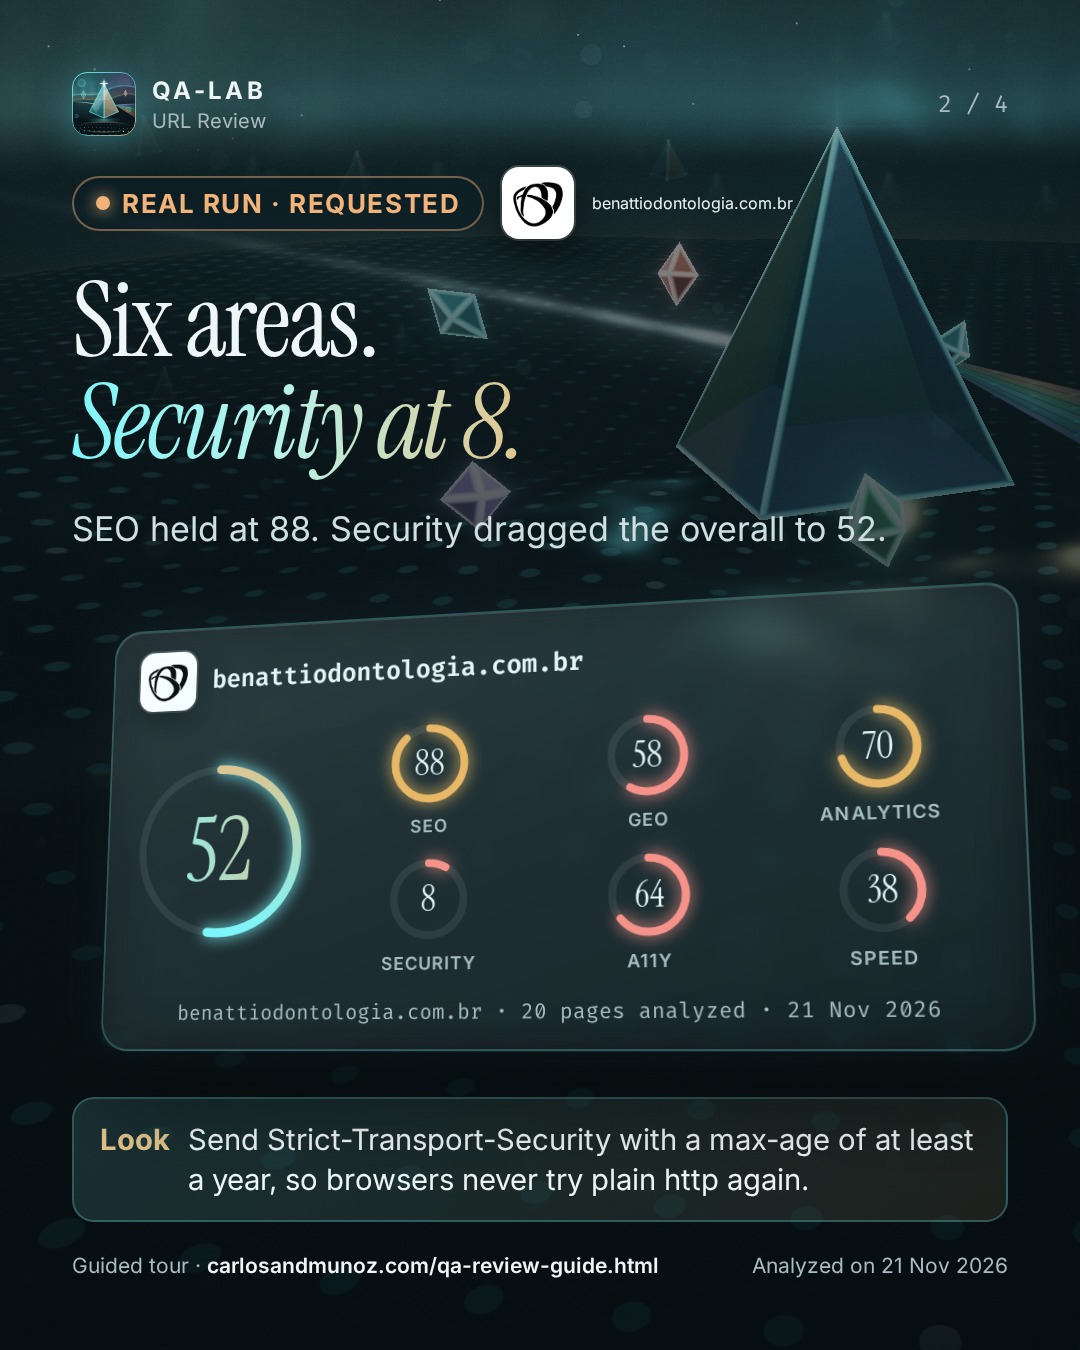 QA-LAB
URL Review
2 / 4
REAL RUN · REQUESTED
benattiodontologia.com.br
Six areas.
Security at 8.
SEO held at 88. Security dragged the overall to 52.
benattiodontologia.com.br
52
88
SEO
58
GEO
70
ANALYTICS
8
SECURITY
64
A11Y
38
SPEED
benattiodontologia.com.br · 20 pages analyzed · 21 Nov 2026
Look Send Strict-Transport-Security with a max-age of at least
a year, so browsers never try plain http again.
Guided tour · carlosandmunoz.com/qa-review-guide.html
Analyzed on 21 Nov 2026